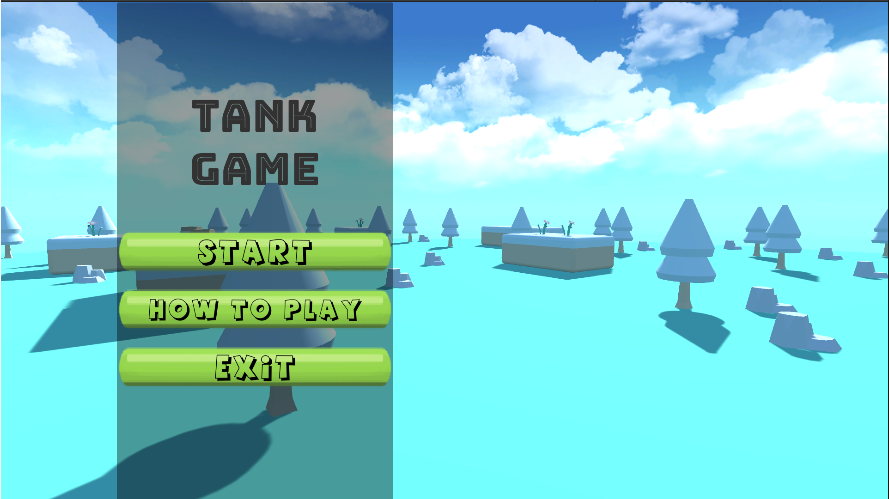 TANK
GAME
START
HOW TO PLAY
EXiT